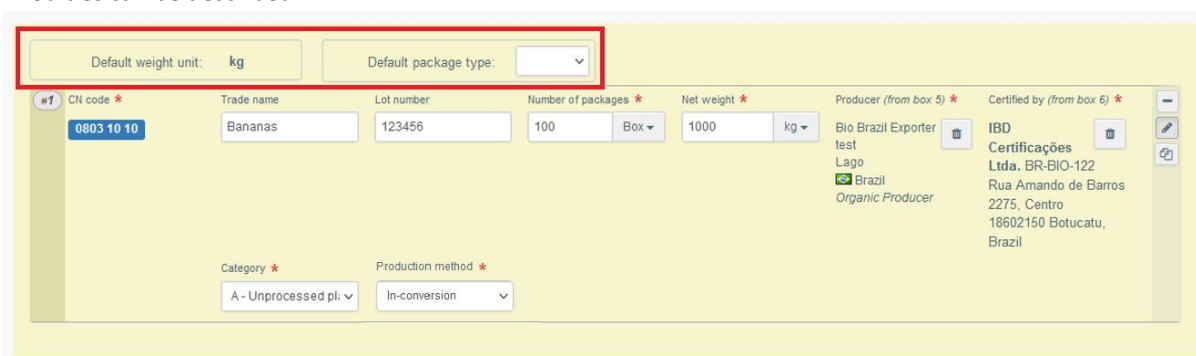 Default weight unit: kg Default package type:
#1 CN code * Trade name Lot number Number of packages * Net weight * Producer (from box 5) * Certified by (from box 6) *
0803 10 10 Bananas 123456 100 Box 1000 kg Bio Brazil Exporter IBD
test Certificações
Lago Ltda. BR-BIO-122
Brazil Rua Amando de Barros
Organic Producer 2275, Centro
18602150 Botucatu,
Brazil
Category * Production method *
A - Unprocessed pl In-conversion